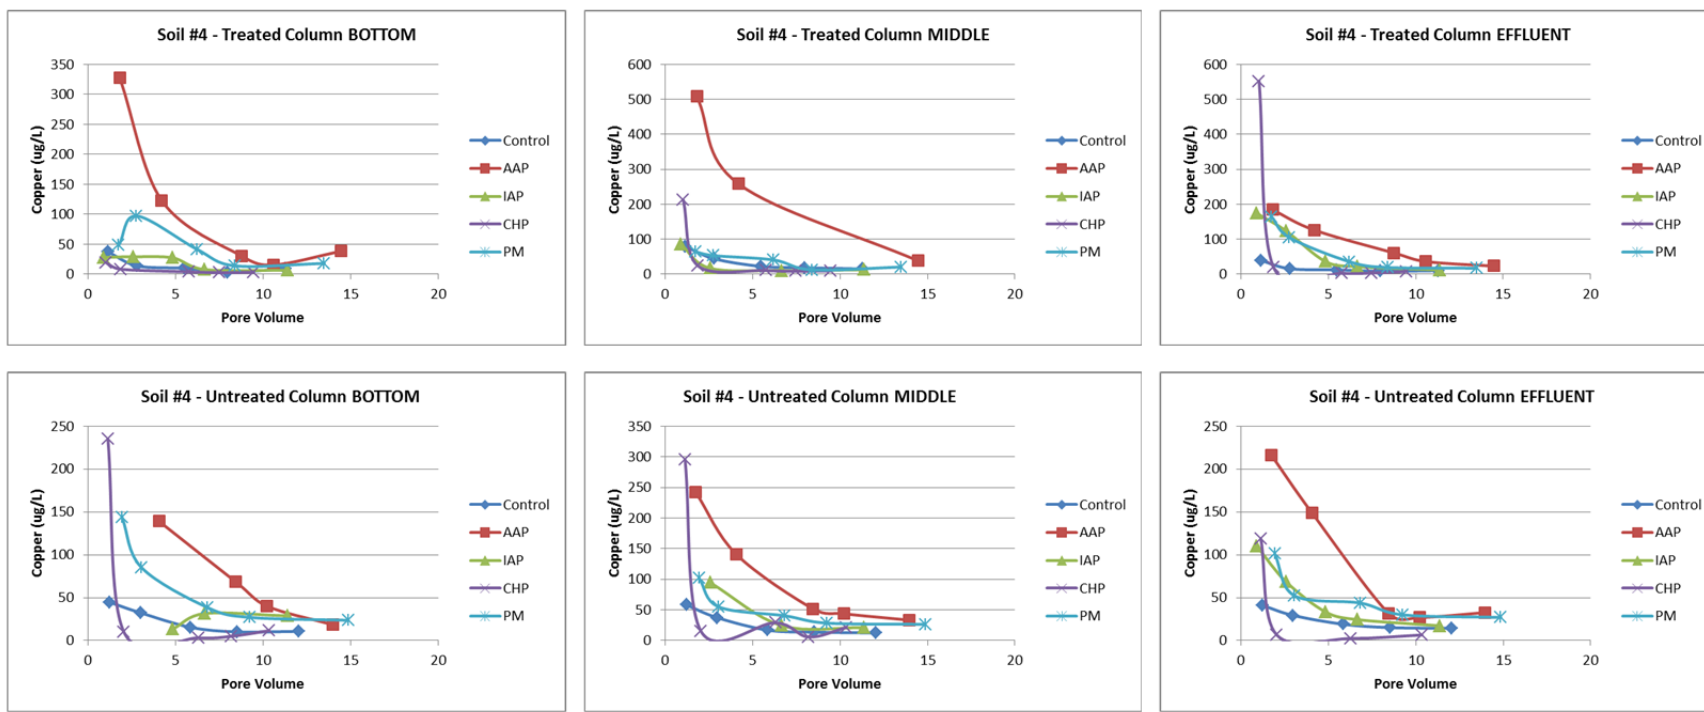 Soil #4 - Treated Column BOTTOM
Copper (ug/L)
350
300
250
200
150
100
50
0
0 5 10 15 20
Pore Volume
Control
AAP
IAP
CHP
PM
Soil #4 - Treated Column MIDDLE
Copper (ug/L)
600
500
400
300
200
100
0
0 5 10 15 20
Pore Volume
Control
AAP
IAP
CHP
PM
Soil #4 - Treated Column EFFLUENT
Copper (ug/L)
600
500
400
300
200
100
0
0 5 10 15 20
Pore Volume
Control
AAP
IAP
CHP
PM
Soil #4 - Untreated Column BOTTOM
Copper (ug/L)
250
200
150
100
50
0
0 5 10 15 20
Pore Volume
Control
AAP
IAP
CHP
PM
Soil #4 - Untreated Column MIDDLE
Copper (ug/L)
350
300
250
200
150
100
50
0
0 5 10 15 20
Pore Volume
Control
AAP
IAP
CHP
PM
Soil #4 - Untreated Column EFFLUENT
Copper (ug/L)
250
200
150
100
50
0
0 5 10 15 20
Pore Volume
Control
AAP
IAP
CHP
PM